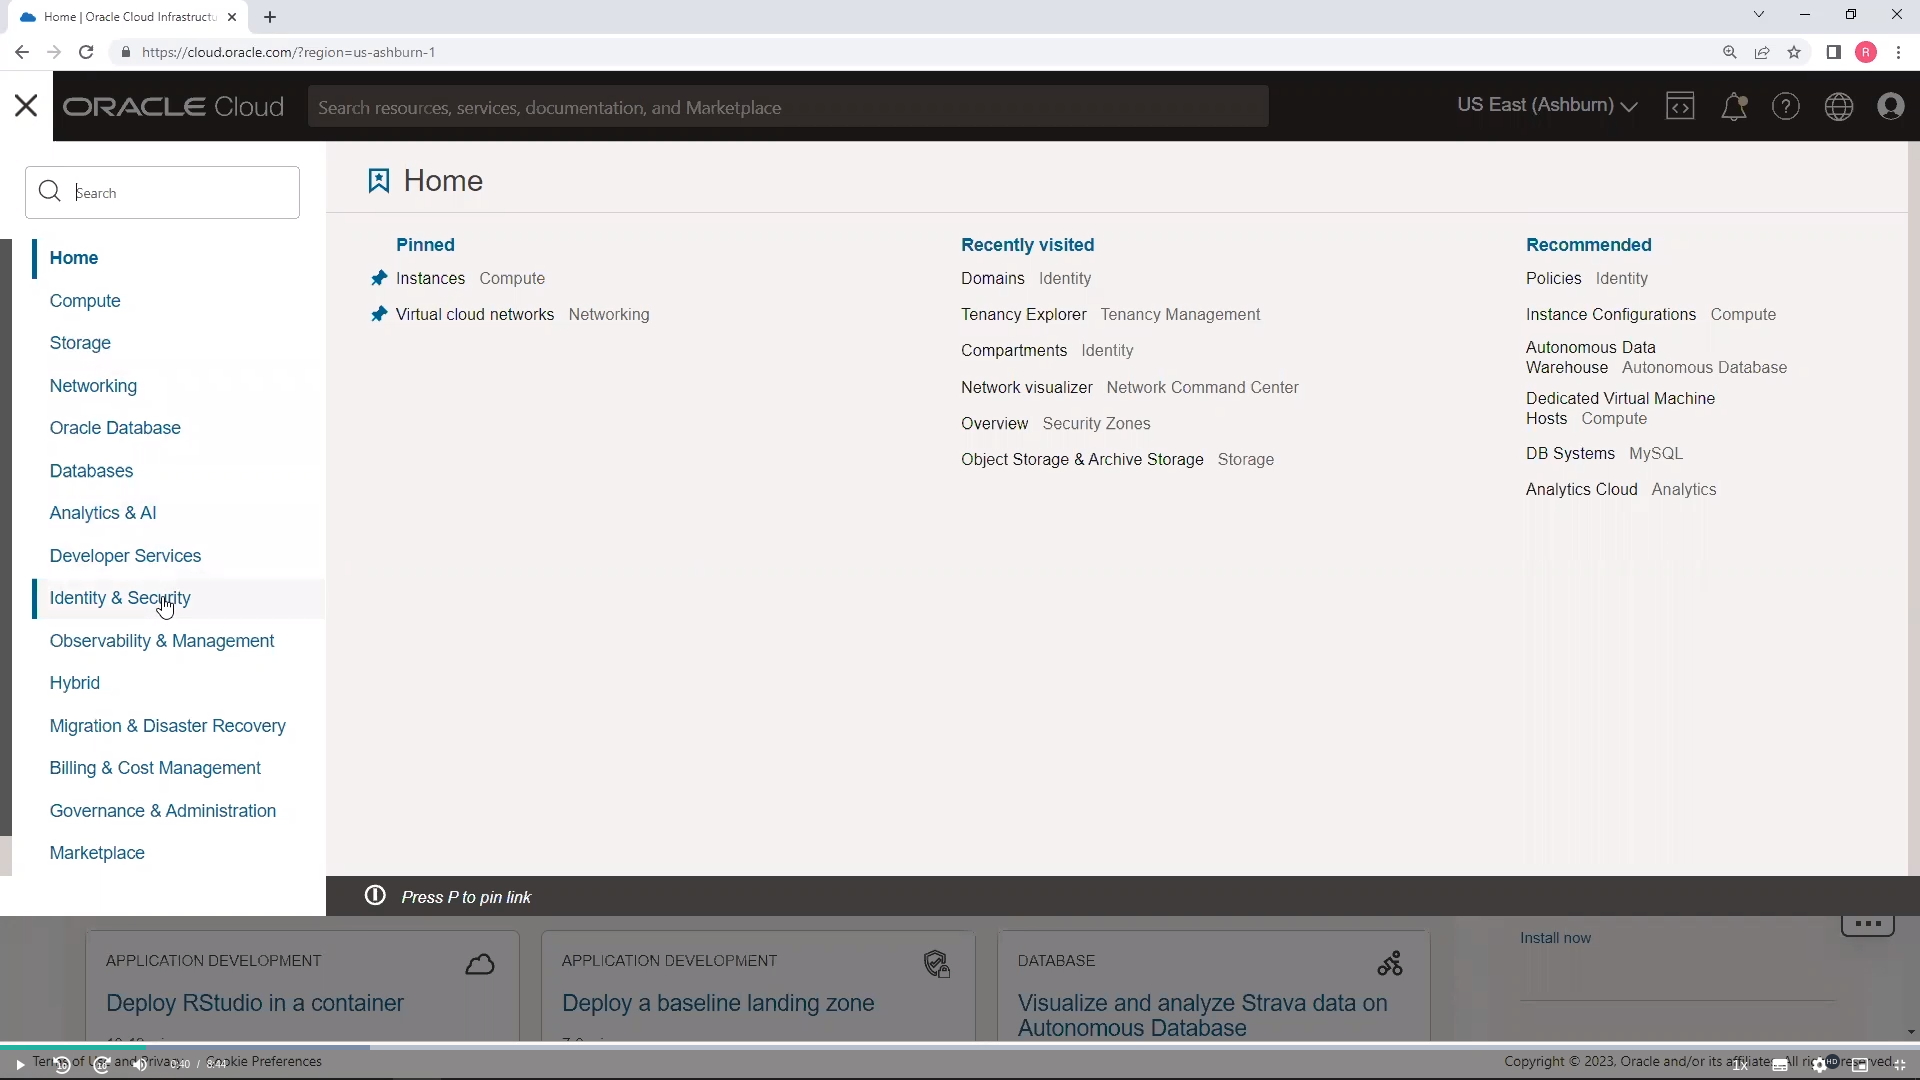 Home | Oracle Cloud Infrastructu
https://cloud.oracle.com/?region=us-ashburn-1
R
ORACLE Cloud
Search resources, services, documentation, and Marketplace
US East (Ashburn)
Search
Home
Compute
Storage
Networking
Oracle Database
Databases
Analytics & AI
Developer Services
Identity & Security
Observability & Management
Hybrid
Migration & Disaster Recovery
Billing & Cost Management
Governance & Administration
Marketplace
Home
Pinned
Instances Compute
Virtual cloud networks Networking
Recently visited
Domains Identity
Tenancy Explorer Tenancy Management
Compartments Identity
Network visualizer Network Command Center
Overview Security Zones
Object Storage & Archive Storage Storage
Recommended
Policies Identity
Instance Configurations Compute
Autonomous Data
Warehouse Autonomous Database
Dedicated Virtual Machine
Hosts Compute
DB Systems MySQL
Analytics Cloud Analytics
Press P to pin link
APPLICATION DEVELOPMENT
Deploy RStudio in a container
APPLICATION DEVELOPMENT
Deploy a baseline landing zone
DATABASE
Visualize and analyze Strava data on
Autonomous Database
Install now
Terms of Use and Privacy Cookie Preferences
0:40 / 8:44
Copyright © 2023, Oracle and/or its affiliates. All rights reserved.
1x
HD